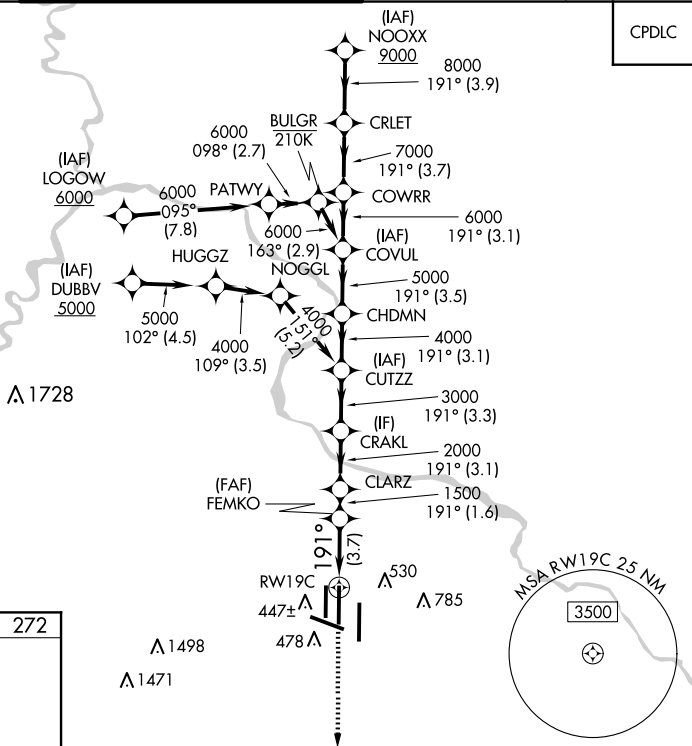 (IAF)
NOOXX
9000
CPDLC
8000
191° (3.9)
BULGR
210K
CRLET
6000
098° (2.7)
7000
191° (3.7)
(IAF)
LOGOW
6000
6000
095°
(7.8)
PATWY
COWRR
6000
191° (3.1)
6000
163° (2.9)
(IAF)
COVUL
HUGGZ
NOGGL
(IAF)
DUBBV
5000
5000
191° (3.5)
5000
102° (4.5)
4000
109° (3.5)
4000
151°
(5.2)
CHDMN
4000
191° (3.1)
(IAF)
CUTZZ
1728
3000
191° (3.3)
(IF)
CRAKL
2000
191° (3.1)
(FAF)
FEMKO
CLARZ
1500
191° (1.6)
191°
(3.7)
RW19C
530
447±
785
478
MSA RW19C 25 NM
3500
272
1498
1471